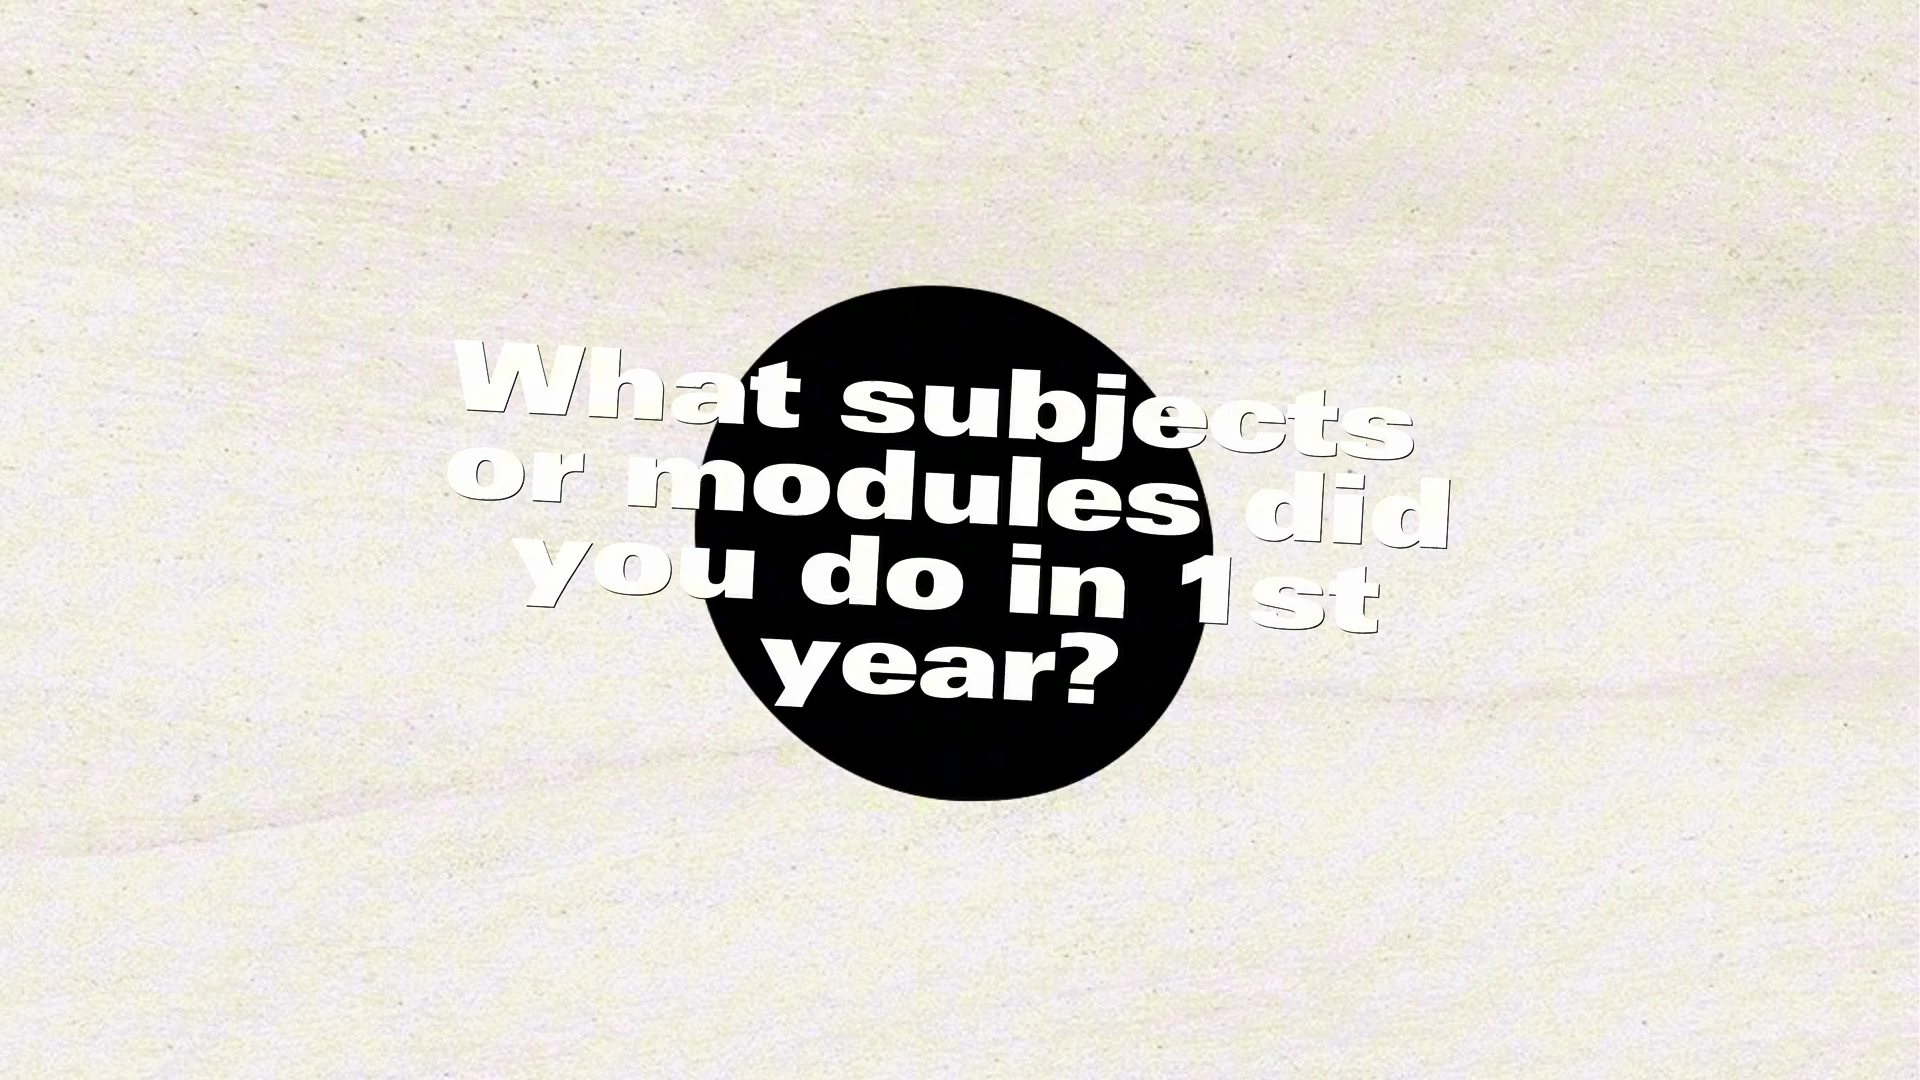 What subjects
or modules did
you do in 1st
year?